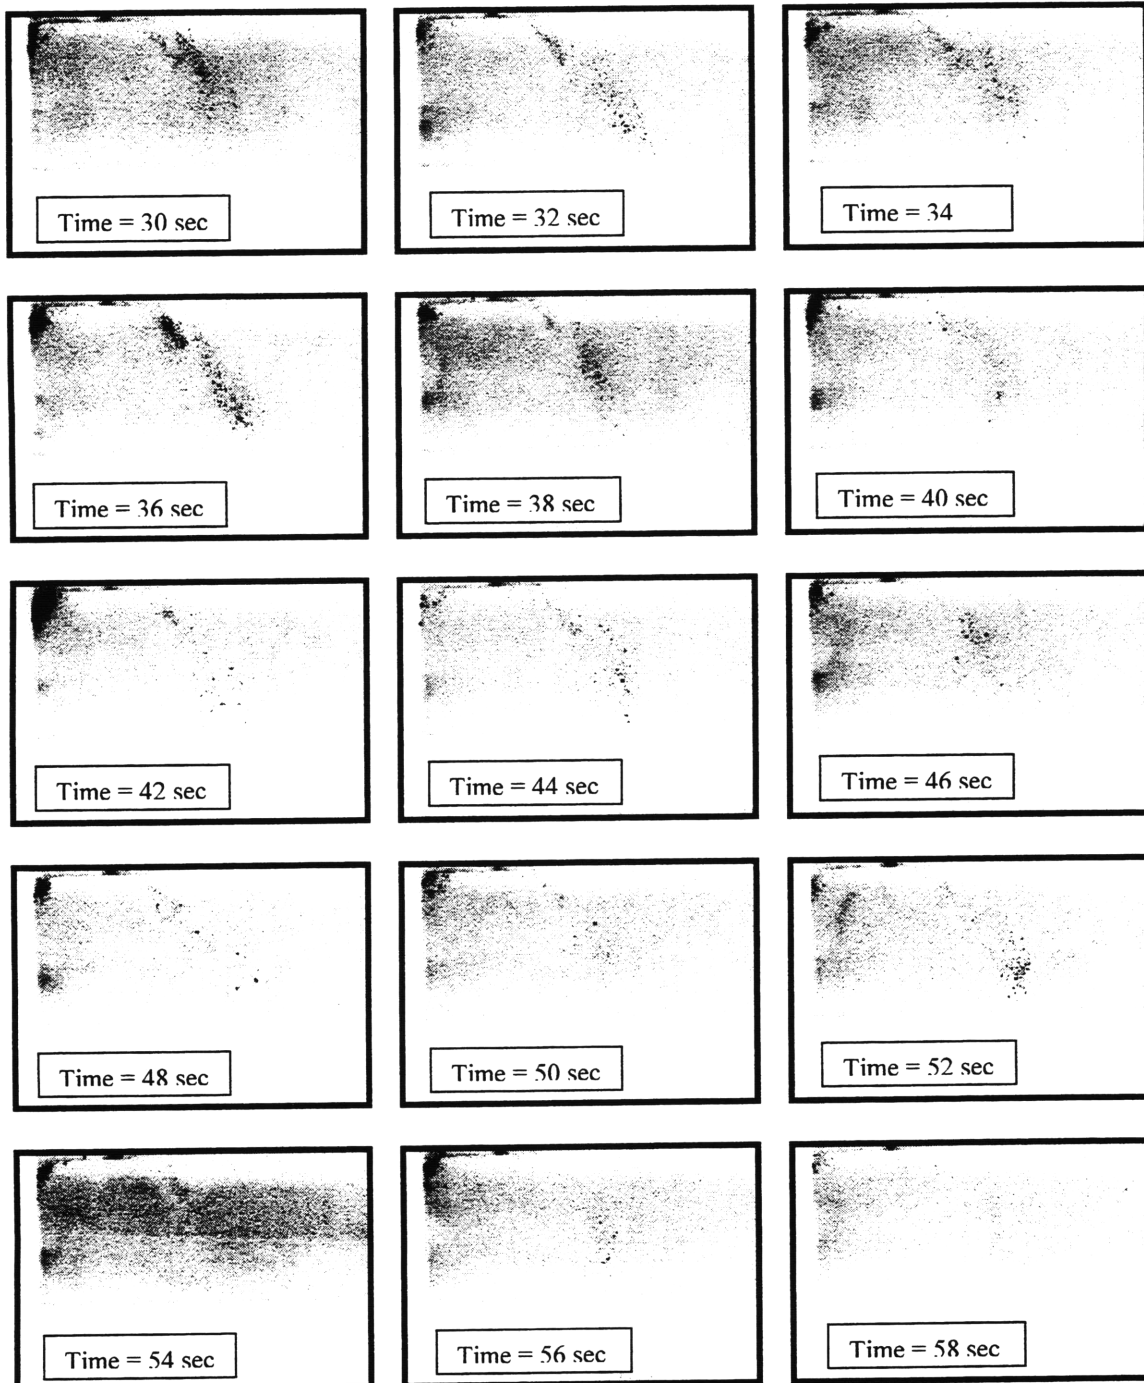 Time = 30 sec
Time = 32 sec
Time = 34
Time = 36 sec
Time = 38 sec
Time = 40 sec
Time = 42 sec
Time = 44 sec
Time = 46 sec
Time = 48 sec
Time = 50 sec
Time = 52 sec
Time = 54 sec
Time = 56 sec
Time = 58 sec